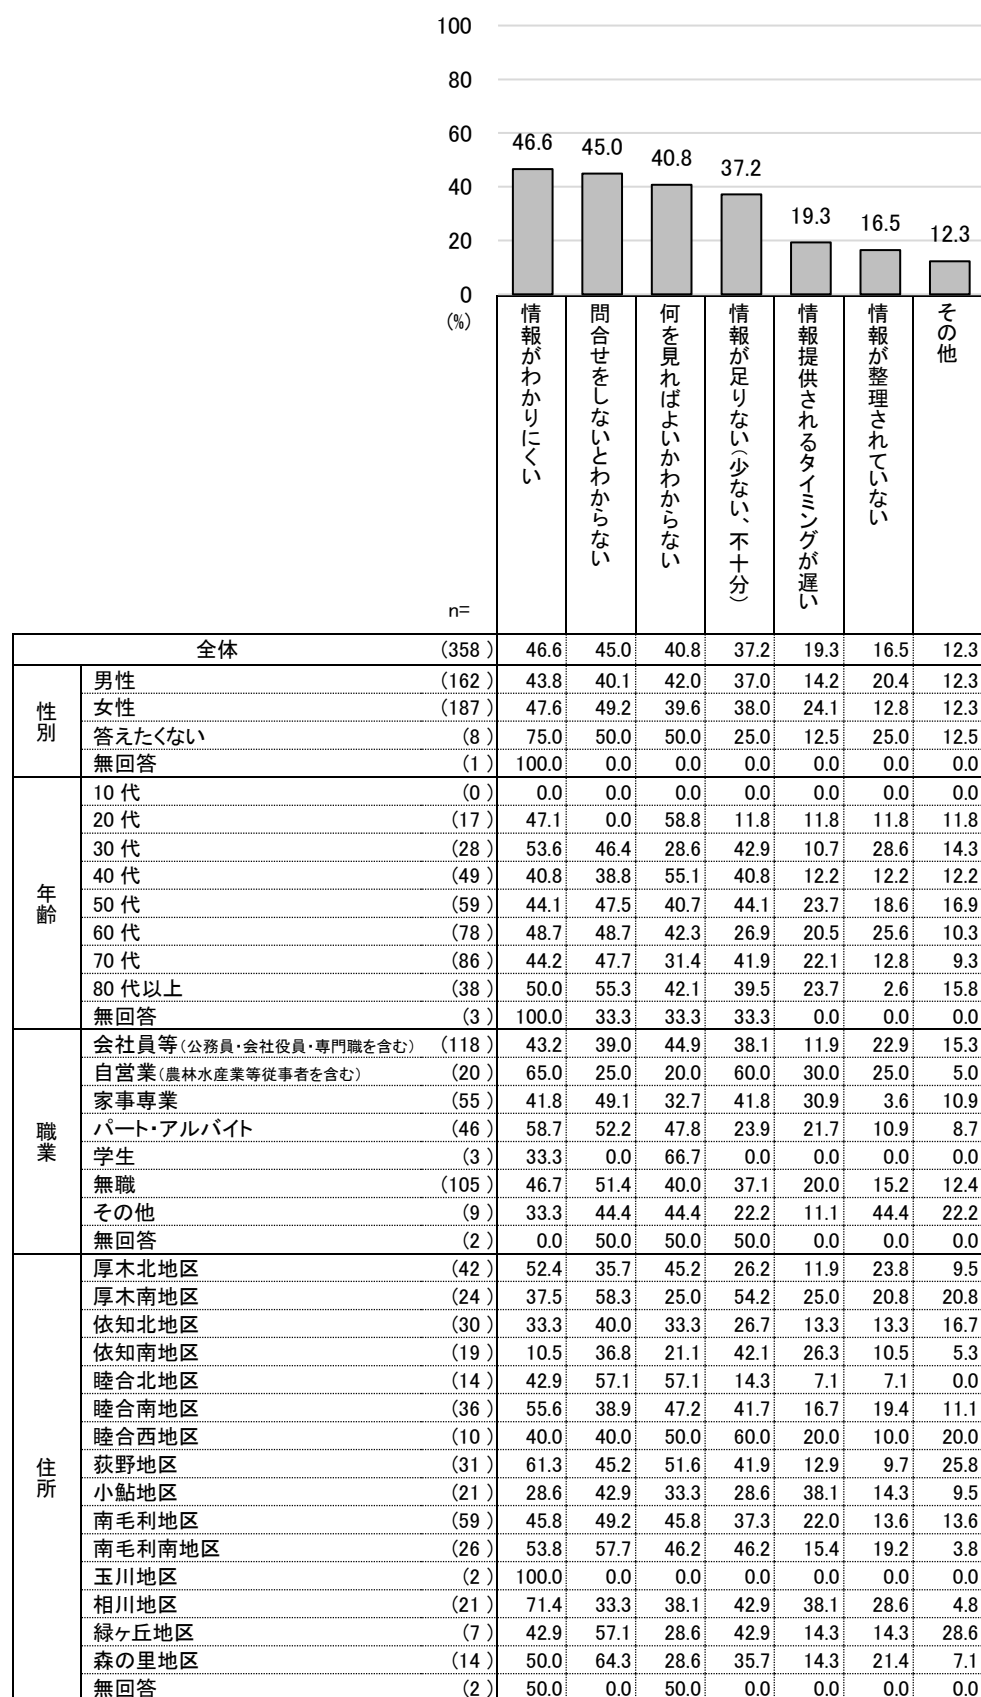 100
80
60
40
20
0
(%)
46.6 45.0 40.8 37.2 19.3 16.5 12.3
情報がわかりにくい
問合せをしないとわからない
何を見ればよいかわからない
情報が足りない(少ない、不十分)
情報提供されるタイミングが遅い
情報が整理されていない
その他
n=
全体 (358) 46.6 45.0 40.8 37.2 19.3 16.5 12.3
性別
男性 (162) 43.8 40.1 42.0 37.0 14.2 20.4 12.3
女性 (187) 47.6 49.2 39.6 38.0 24.1 12.8 12.3
答えたくない (8) 75.0 50.0 50.0 25.0 12.5 25.0 12.5
無回答 (1) 100.0 0.0 0.0 0.0 0.0 0.0 0.0
年齢
10代 (0) 0.0 0.0 0.0 0.0 0.0 0.0 0.0
20代 (17) 47.1 0.0 58.8 11.8 11.8 11.8 11.8
30代 (28) 53.6 46.4 28.6 42.9 10.7 28.6 14.3
40代 (49) 40.8 38.8 55.1 40.8 12.2 12.2 12.2
50代 (59) 44.1 47.5 40.7 44.1 23.7 18.6 16.9
60代 (78) 48.7 48.7 42.3 26.9 20.5 25.6 10.3
70代 (86) 44.2 47.7 31.4 41.9 22.1 12.8 9.3
80代以上 (38) 50.0 55.3 42.1 39.5 23.7 2.6 15.8
無回答 (3) 100.0 33.3 33.3 33.3 0.0 0.0 0.0
職業
会社員等(公務員・会社役員・専門職を含む) (118) 43.2 39.0 44.9 38.1 11.9 22.9 15.3
自営業(農林水産業等従事者を含む) (20) 65.0 25.0 20.0 60.0 30.0 25.0 5.0
家事専業 (55) 41.8 49.1 32.7 41.8 30.9 3.6 10.9
パート・アルバイト (46) 58.7 52.2 47.8 23.9 21.7 10.9 8.7
学生 (3) 33.3 0.0 66.7 0.0 0.0 0.0 0.0
無職 (105) 46.7 51.4 40.0 37.1 20.0 15.2 12.4
その他 (9) 33.3 44.4 44.4 22.2 11.1 44.4 22.2
無回答 (2) 0.0 50.0 50.0 50.0 0.0 0.0 0.0
住所
厚木北地区 (42) 52.4 35.7 45.2 26.2 11.9 23.8 9.5
厚木南地区 (24) 37.5 58.3 25.0 54.2 25.0 20.8 20.8
依知北地区 (30) 33.3 40.0 33.3 26.7 13.3 13.3 16.7
依知南地区 (19) 10.5 36.8 21.1 42.1 26.3 10.5 5.3
睦合北地区 (14) 42.9 57.1 57.1 14.3 7.1 7.1 0.0
睦合南地区 (36) 55.6 38.9 47.2 41.7 16.7 19.4 11.1
睦合西地区 (10) 40.0 40.0 50.0 60.0 20.0 10.0 20.0
荻野地区 (31) 61.3 45.2 51.6 41.9 12.9 9.7 25.8
小鮎地区 (21) 28.6 42.9 33.3 28.6 38.1 14.3 9.5
南毛利地区 (59) 45.8 49.2 45.8 37.3 22.0 13.6 13.6
南毛利南地区 (26) 53.8 57.7 46.2 46.2 15.4 19.2 3.8
玉川地区 (2) 100.0 0.0 0.0 0.0 0.0 0.0 0.0
相川地区 (21) 71.4 33.3 38.1 42.9 38.1 28.6 4.8
緑ヶ丘地区 (7) 42.9 57.1 28.6 42.9 14.3 14.3 28.6
森の里地区 (14) 50.0 64.3 28.6 35.7 14.3 21.4 7.1
無回答 (2) 50.0 0.0 50.0 0.0 0.0 0.0 0.0